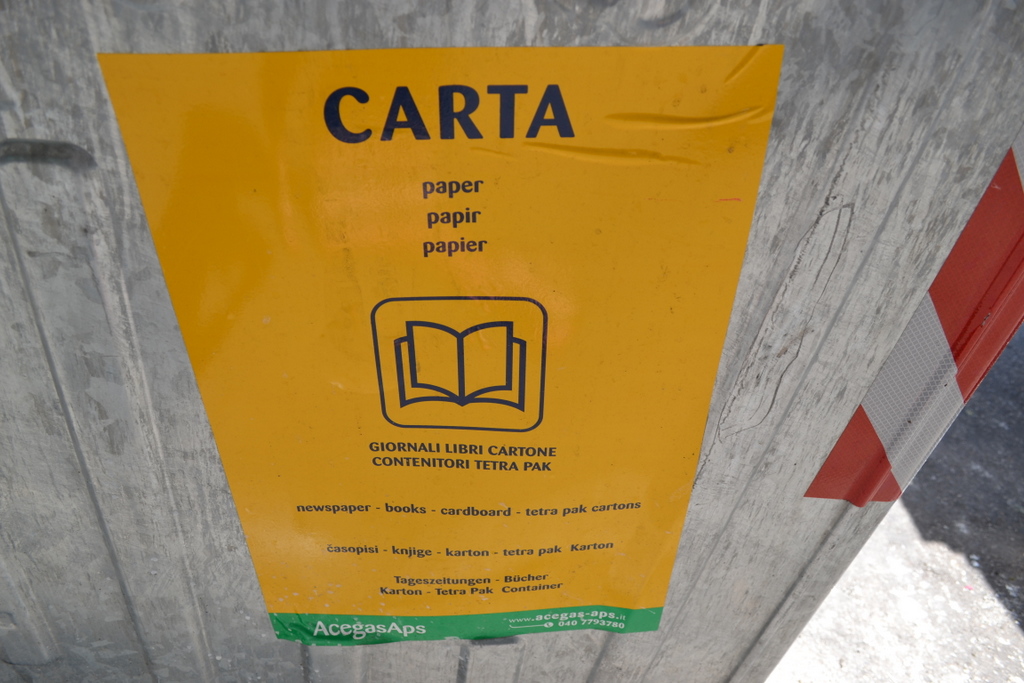 CARTA
paper
papir
papier
GIORNALI LIBRI CARTONE
CONTENITORI TETRA PAK
newspaper - books - cardboard - tetra pak cartons
časopisi - knjige - karton - tetra pak Karton
Tageszeitungen - Bücher
Karton - Tetra Pak Container
AcegasAps
www.acegas-aps.it
040 7793780